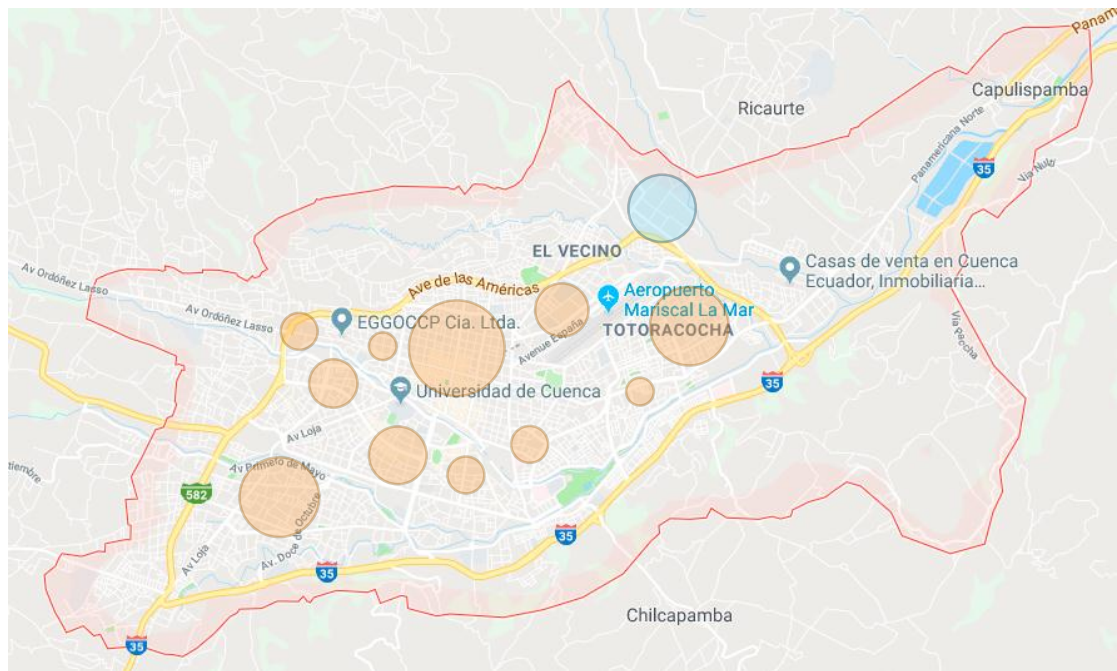 Panam
Capulispamba
Ricaurte
Panamericana Norte
35
Vía Nulti
EL VECINO
Casas de venta en Cuenca
Ecuador, Inmobiliaria...
Av Ordóñez Lasso
Ave de las Américas
Aeropuerto
Mariscal La Mar
TOTORACOCHA
Av Ordóñez Lasso
EGGOCCP Cia. Ltda.
Avenue España
Vía Paccha
Universidad de Cuenca
35
Av Loja
Av Primero de Mayo
tiembre
582
Av. Doce de Octubre
35
Av Loja
35
Chilcapamba
35